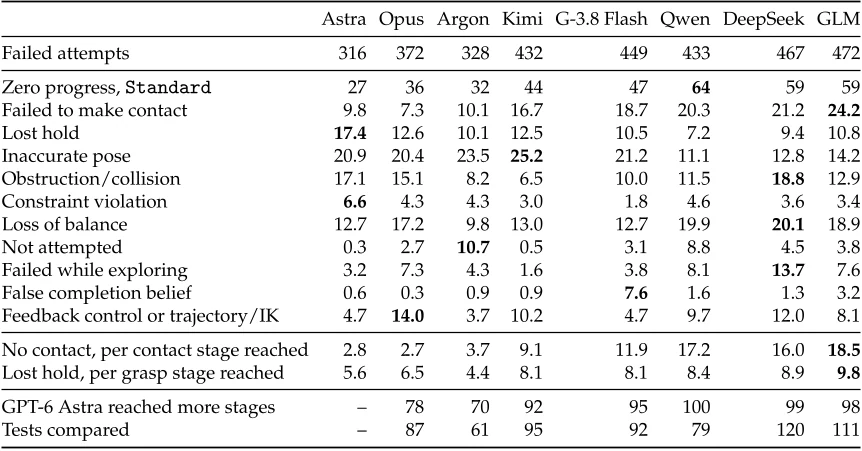 Astra Opus Argon Kimi G-3.8 Flash Qwen DeepSeek GLM
Failed attempts 316 372 328 432 449 433 467 472
Zero progress, Standard 27 36 32 44 47 64 59 59
Failed to make contact 9.8 7.3 10.1 16.7 18.7 20.3 21.2 24.2
Lost hold 17.4 12.6 10.1 12.5 10.5 7.2 9.4 10.8
Inaccurate pose 20.9 20.4 23.5 25.2 21.2 11.1 12.8 14.2
Obstruction/collision 17.1 15.1 8.2 6.5 10.0 11.5 18.8 12.9
Constraint violation 6.6 4.3 4.3 3.0 1.8 4.6 3.6 3.4
Loss of balance 12.7 17.2 9.8 13.0 12.7 19.9 20.1 18.9
Not attempted 0.3 2.7 10.7 0.5 3.1 8.8 4.5 3.8
Failed while exploring 3.2 7.3 4.3 1.6 3.8 8.1 13.7 7.6
False completion belief 0.6 0.3 0.9 0.9 7.6 1.6 1.3 3.2
Feedback control or trajectory/IK 4.7 14.0 3.7 10.2 4.7 9.7 12.0 8.1
No contact, per contact stage reached 2.8 2.7 3.7 9.1 11.9 17.2 16.0 18.5
Lost hold, per grasp stage reached 5.6 6.5 4.4 8.1 8.1 8.4 8.9 9.8
GPT-6 Astra reached more stages – 78 70 92 95 100 99 98
Tests compared – 87 61 95 92 79 120 111